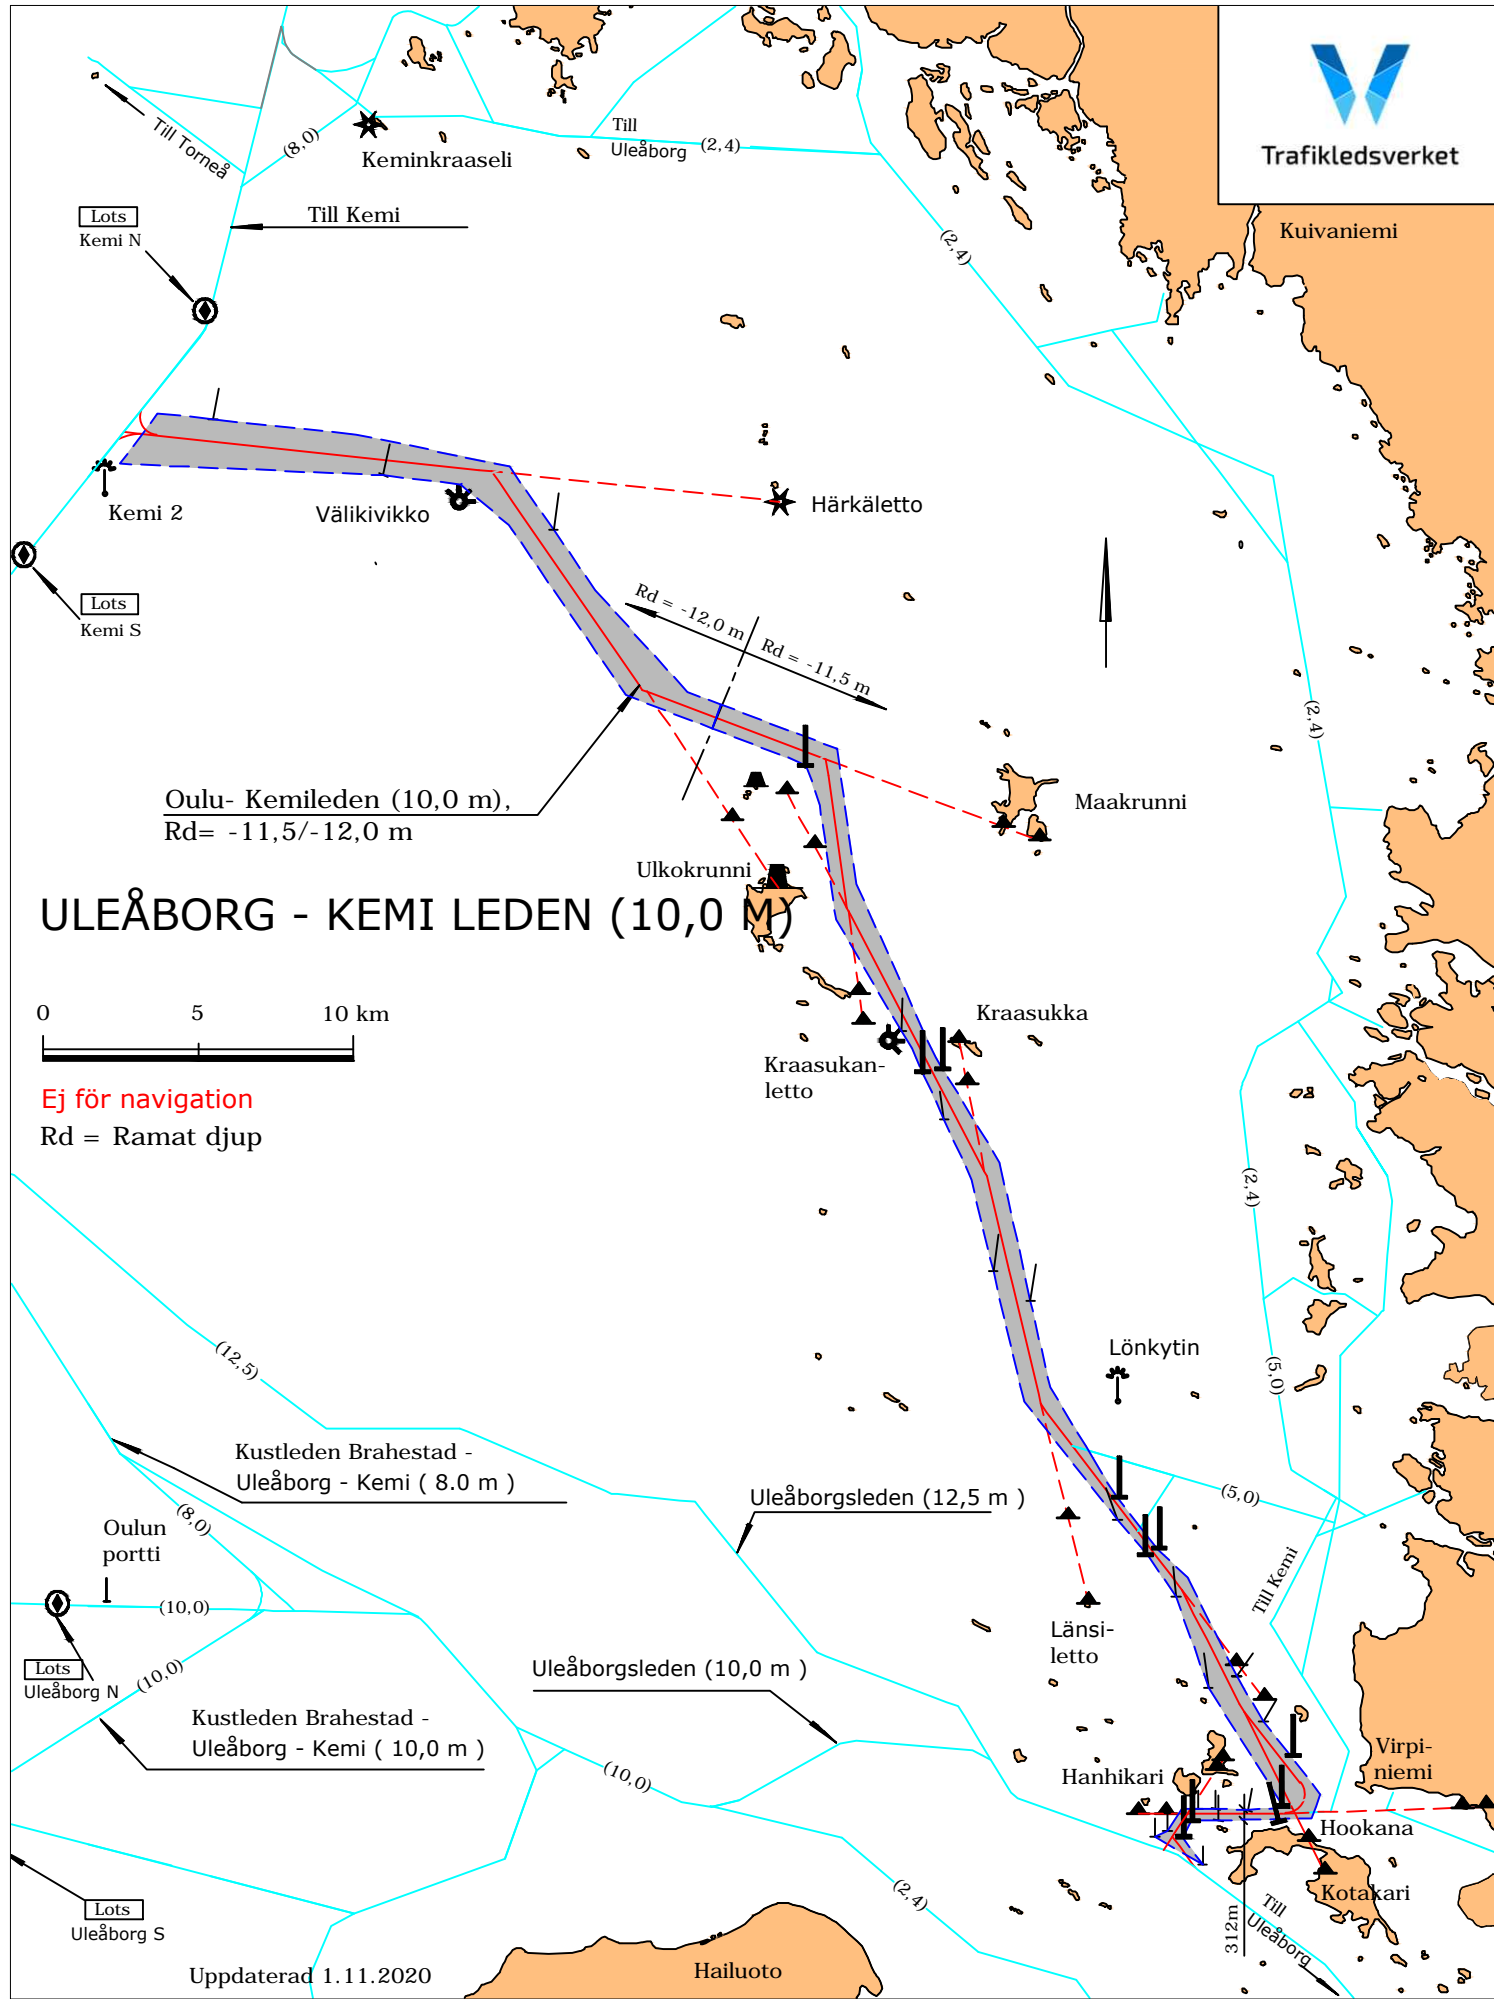 Trafikledsverket
Till Torneå
(8,0)
Keminkraaseli
Till
Uleåborg
(2,4)
Kuivaniemi
Lots
Kemi N
Till Kemi
(2,4)
Kemi 2
Välikivikko
Härkäletto
Lots
Kemi S
Rd = -12,0 m
Rd = -11,5 m
(2,4)
Oulu- Kemileden (10,0 m),
Rd= -11,5/-12,0 m
Maakrunni
Ulkokrunni
ULEÅBORG - KEMI LEDEN (10,0 M)
0 5 10 km
Kraasukka
Kraasukan-
letto
Ej för navigation
Rd = Ramat djup
(2,4)
(12,5)
Lönkytin
(5,0)
Kustleden Brahestad -
Uleåborg - Kemi ( 8.0 m )
Uleåborgsleden (12,5 m )
(5,0)
(8,0)
Oulun
portti
(10,0)
Till Kemi
Länsi-
letto
Lots
Uleåborg N
(10,0)
Uleåborgsleden (10,0 m )
Kustleden Brahestad -
Uleåborg - Kemi ( 10,0 m )
(10,0)
Hanhikari
Virpi-
niemi
Hookana
Kotakari
(2,4)
Lots
Uleåborg S
312m
Till
Uleåborg
Hailuoto
Uppdaterad 1.11.2020